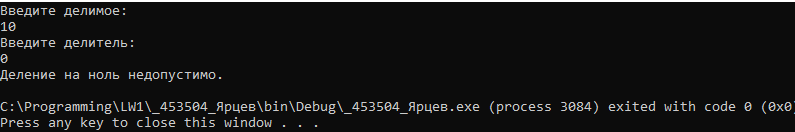 Введите делимое:
10
Введите делитель:
0
Деление на ноль недопустимо.
C:\Programming\LW1\_453504_Ярцев\bin\Debug\_453504_Ярцев.exe (process 3084) exited with code 0 (0x0)
Press any key to close this window . . .